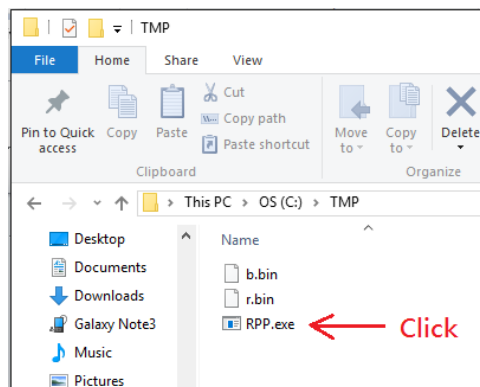 TMP
File Home Share View
Pin to Quick access
Copy
Paste
Cut
Copy path
Paste shortcut
Move to
Copy to
Delete
Clipboard
Organize
This PC > OS (C:) > TMP
Desktop
Documents
Downloads
Galaxy Note3
Music
Pictures
Name
b.bin
r.bin
RPP.exe
Click